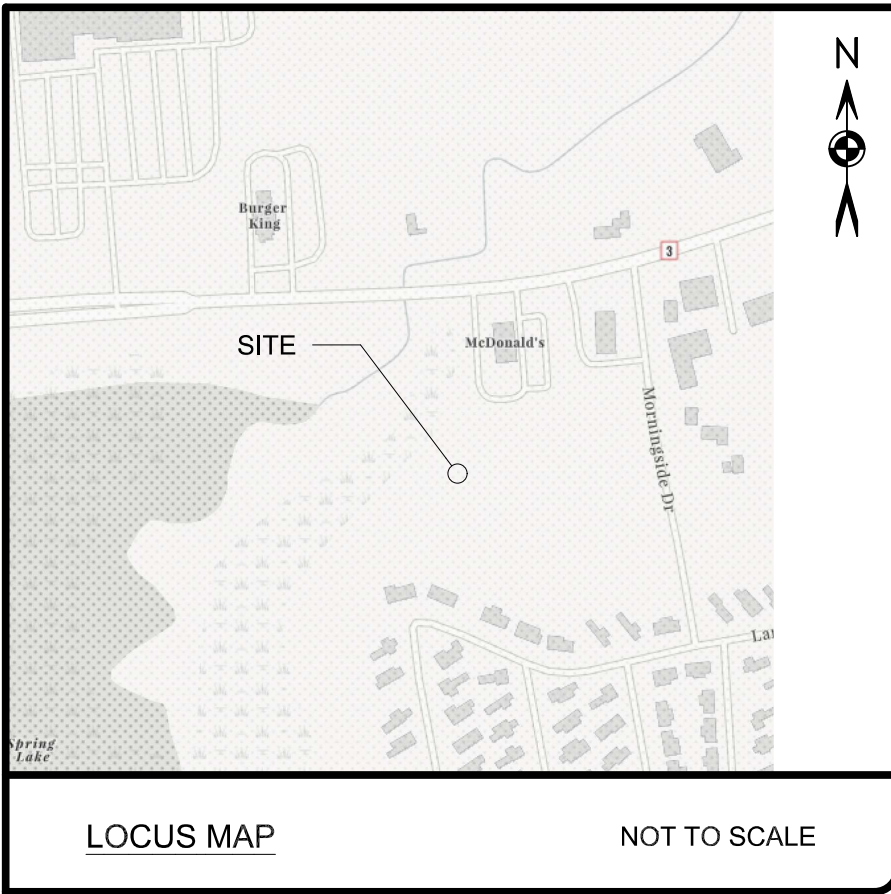 N
Burger
King
3
SITE
McDonald's
Morningside Dr
Spring
Lake
LOCUS MAP
NOT TO SCALE